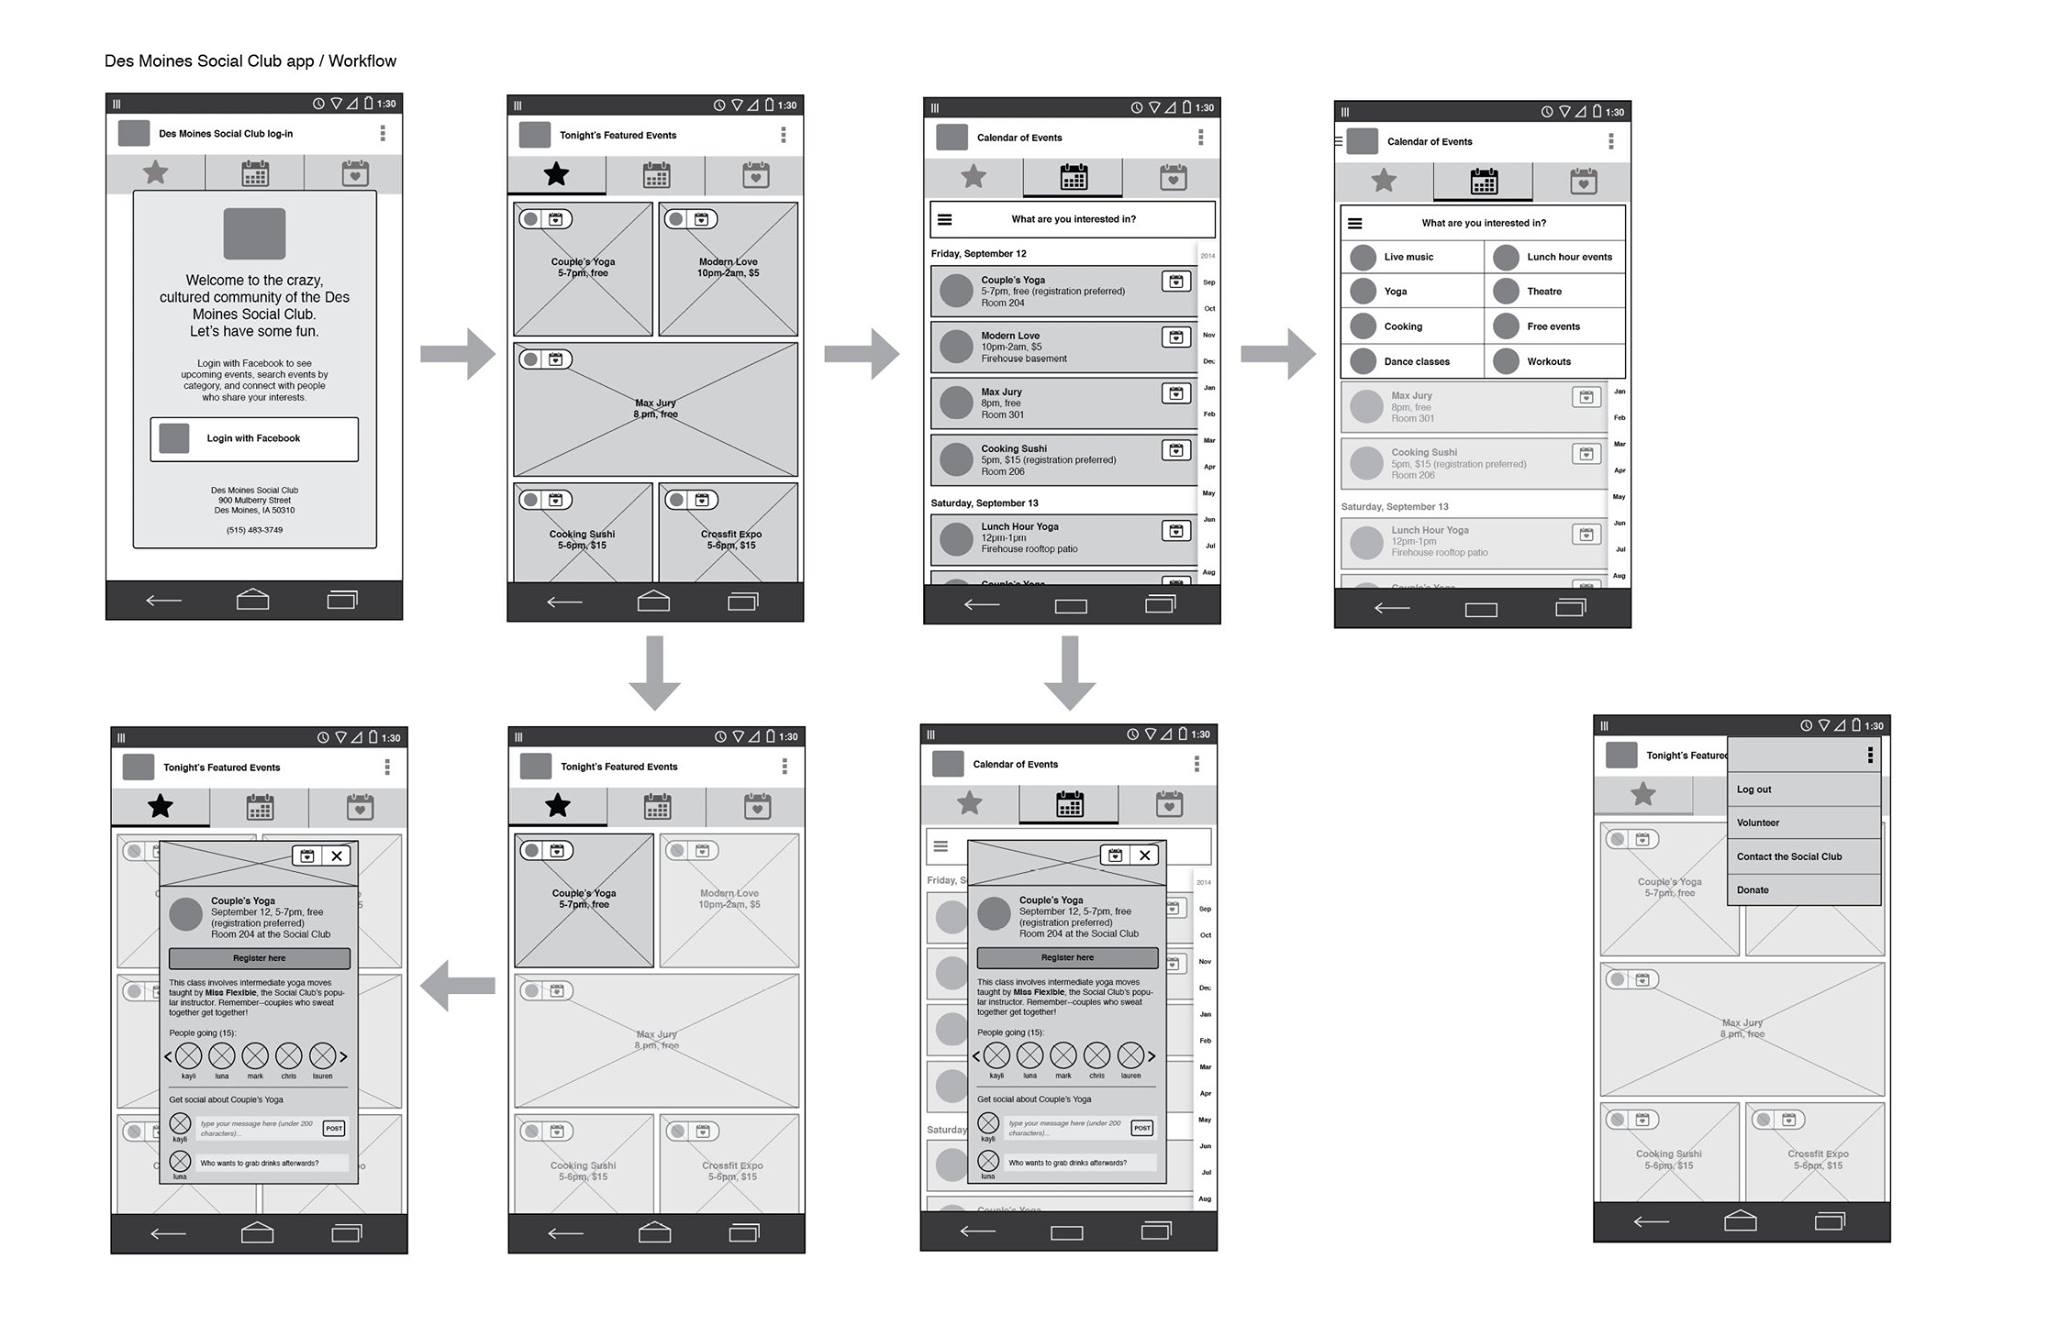 Des Moines Social Club app / Workflow
1:30
Des Moines Social Club log-in
Welcome to the crazy,
cultured community of the Des
Moines Social Club.
Let's have some fun.
Login with Facebook to see
upcoming events, search events by
category, and connect with people
who share your interests.
Login with Facebook
Des Moines Social Club
900 Mulberry Street
Des Moines, IA 50310
(515) 483-3749
1:30
Tonight's Featured Events
Couple's Yoga
5-7pm, free
Modern Love
10pm-2am, $5
Max Jury
8 pm, free
Cooking Sushi
5-6pm, $15
Crossfit Expo
5-6pm, $15
1:30
Calendar of Events
What are you interested in?
Friday, September 12
Couple's Yoga
5-7pm, free (registration preferred)
Room 204
Modern Love
10pm-2am, $5
Firehouse basement
Max Jury
8pm, free
Room 301
Cooking Sushi
5pm, $15 (registration preferred)
Room 206
Saturday, September 13
Lunch Hour Yoga
12pm-1pm
Firehouse rooftop patio
Couple's Yoga
2014
Sep
Oct
Nov
Dec
Jan
Feb
Mar
Apr
May
Jun
Jul
Aug
1:30
Calendar of Events
What are you interested in?
Live music
Lunch hour events
Yoga
Theatre
Cooking
Free events
Dance classes
Workouts
Max Jury
8pm, free
Room 301
Cooking Sushi
5pm, $15 (registration preferred)
Room 206
Saturday, September 13
Lunch Hour Yoga
12pm-1pm
Firehouse rooftop patio
Couple's Yoga
Jan
Feb
Mar
Apr
May
Jun
Jul
Aug
1:30
Tonight's Featured Events
Couple's Yoga
September 12, 5-7pm, free
(registration preferred)
Room 204 at the Social Club
Register here
This class involves intermediate yoga moves
taught by Miss Flexible, the Social Club's popu-
lar instructor. Remember--couples who sweat
together get together!
People going (15):
kayli
luna
mark
chris
lauren
Get social about Couple's Yoga
kayli
type your message here (under 200
characters)...
POST
luna
Who wants to grab drinks afterwards?
1:30
Tonight's Featured Events
Couple's Yoga
5-7pm, free
Modern Love
10pm-2am, $5
Max Jury
8 pm, free
Cooking Sushi
5-6pm, $15
Crossfit Expo
5-6pm, $15
1:30
Calendar of Events
Friday, S
Couple's Yoga
September 12, 5-7pm, free
(registration preferred)
Room 204 at the Social Club
Register here
This class involves intermediate yoga moves
taught by Miss Flexible, the Social Club's popu-
lar instructor. Remember--couples who sweat
together get together!
People going (15):
kayli
luna
mark
chris
lauren
Get social about Couple's Yoga
kayli
type your message here (under 200
characters)...
POST
luna
Who wants to grab drinks afterwards?
Saturday
Couple's Yoga
2014
Sep
Oct
Nov
Dec
Jan
Feb
Mar
Apr
May
Jun
Jul
Aug
1:30
Tonight's Featured
Log out
Volunteer
Contact the Social Club
Donate
Couple's Yoga
5-7pm, free
Max Jury
8 pm, free
Cooking Sushi
5-6pm, $15
Crossfit Expo
5-6pm, $15